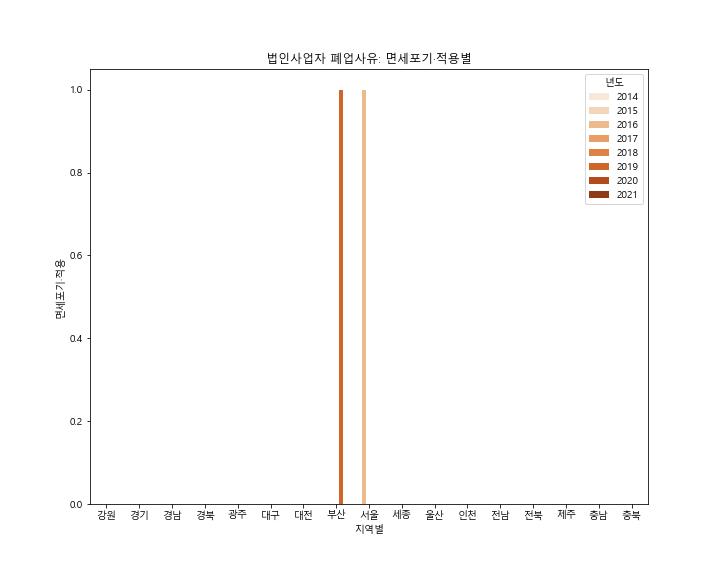 법인사업자 폐업사유: 면세포기·적용별
년도
2014
2015
2016
2017
2018
2019
2020
2021
면세포기·적용
1.0
0.8
0.6
0.4
0.2
0.0
강원 경기 경남 경북 광주 대구 대전 부산 서울 세종 울산 인천 전남 전북 제주 충남 충북
지역별